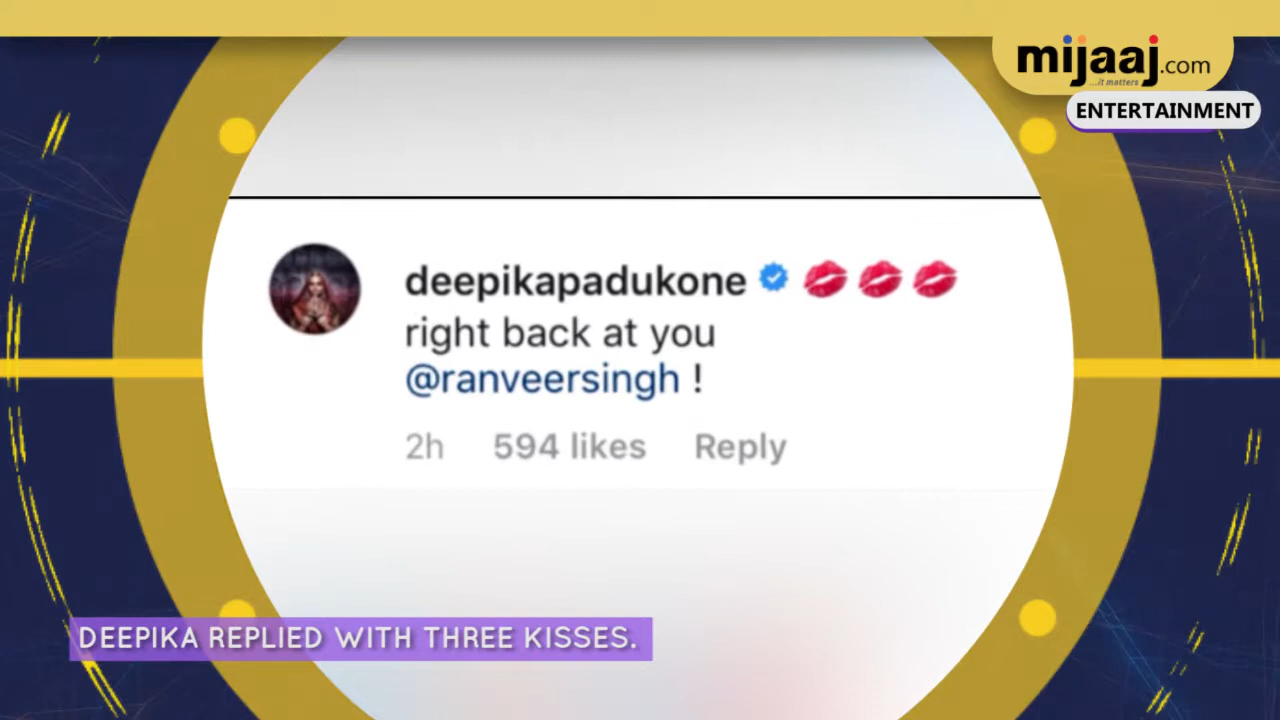 mijaaj.com
...it matters
ENTERTAINMENT
deepikapadukone 💋💋💋
right back at you
@ranveersingh !
2h 594 likes Reply
DEEPIKA REPLIED WITH THREE KISSES.